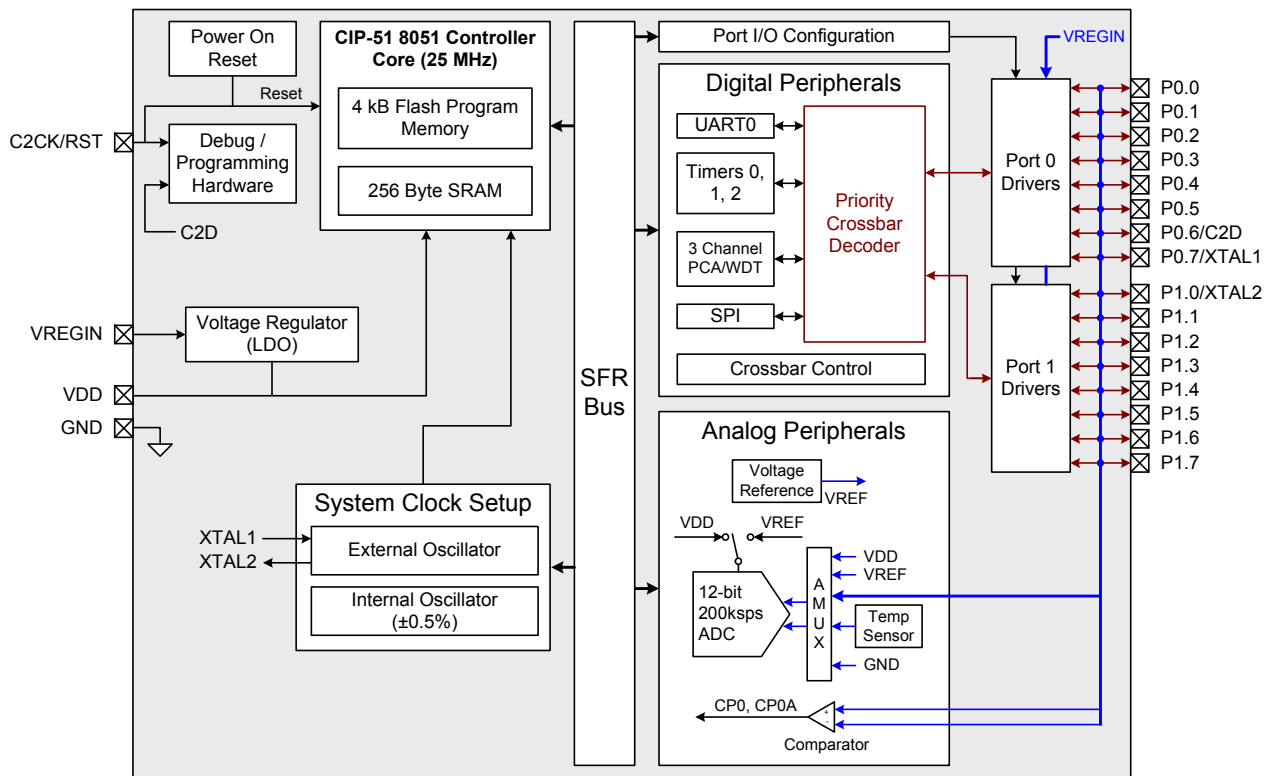 Power On
Reset
Reset
C2CK/RST
Debug /
Programming
Hardware
C2D
CIP-51 8051 Controller
Core (25 MHz)
4 kB Flash Program
Memory
256 Byte SRAM
VREGIN
Voltage Regulator
(LDO)
VDD
GND
System Clock Setup
XTAL1
XTAL2
External Oscillator
Internal Oscillator
(±0.5%)
SFR
Bus
Port I/O Configuration
Digital Peripherals
UART0
Timers 0,
1, 2
3 Channel
PCA/WDT
SPI
Priority
Crossbar
Decoder
Crossbar Control
Analog Peripherals
Voltage
Reference
VREF
VDD
VREF
12-bit
200ksps
ADC
A
M
U
X
VDD
VREF
Temp
Sensor
GND
CP0, CP0A
+
-
Comparator
VREGIN
Port 0
Drivers
Port 1
Drivers
P0.0
P0.1
P0.2
P0.3
P0.4
P0.5
P0.6/C2D
P0.7/XTAL1
P1.0/XTAL2
P1.1
P1.2
P1.3
P1.4
P1.5
P1.6
P1.7